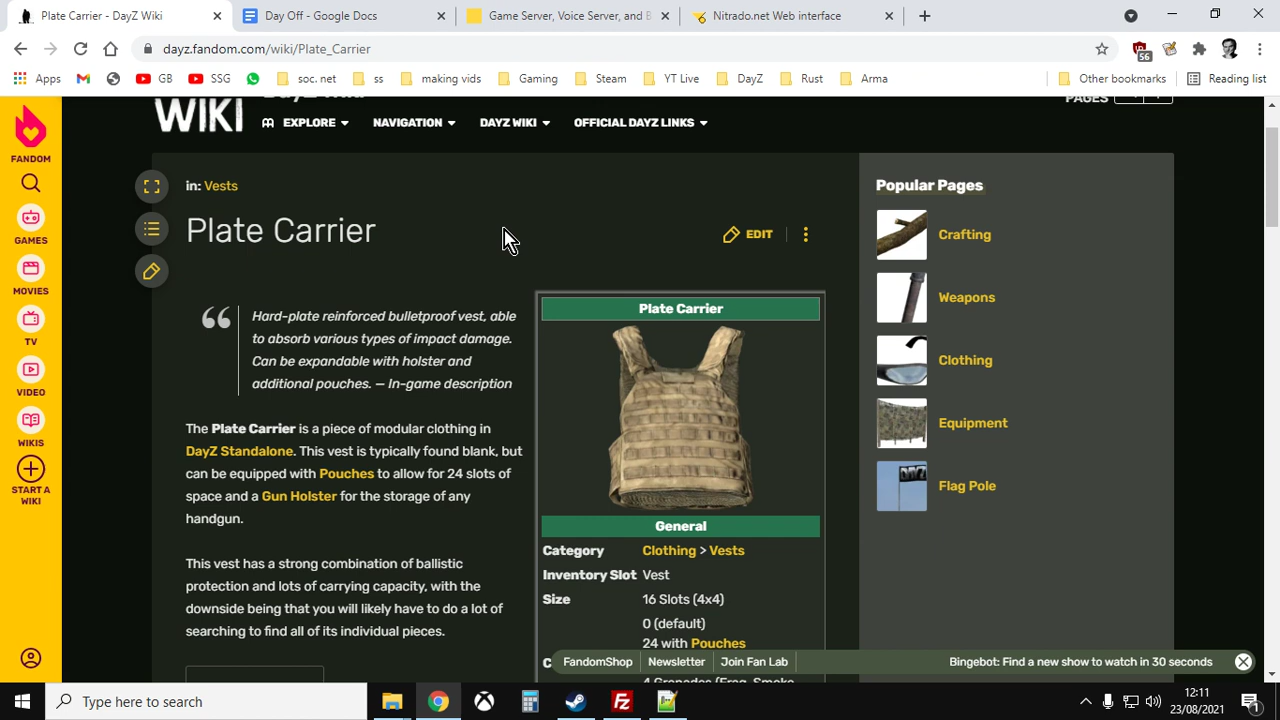 Plate Carrier - DayZ Wiki
Day Off - Google Docs
Game Server, Voice Server, and B
Nitrado.net Web interface
dayz.fandom.com/wiki/Plate_Carrier
56
Apps
GB
SSG
soc. net
ss
making vids
Gaming
Steam
YT Live
DayZ
Rust
Arma
Other bookmarks
Reading list
WIKI
PAGES
EXPLORE
NAVIGATION
DAYZ WIKI
OFFICIAL DAYZ LINKS
FANDOM
GAMES
MOVIES
TV
VIDEO
WIKIS
START A
WIKI
in: Vests
Plate Carrier
EDIT
Hard-plate reinforced bulletproof vest, able
to absorb various types of impact damage.
Can be expandable with holster and
additional pouches. — In-game description
The Plate Carrier is a piece of modular clothing in
DayZ Standalone. This vest is typically found blank, but
can be equipped with Pouches to allow for 24 slots of
space and a Gun Holster for the storage of any
handgun.
This vest has a strong combination of ballistic
protection and lots of carrying capacity, with the
downside being that you will likely have to do a lot of
searching to find all of its individual pieces.
Plate Carrier
General
Category Clothing > Vests
Inventory Slot Vest
Size 16 Slots (4x4)
0 (default)
24 with Pouches
4 Grenades (Frag, Smoke
Popular Pages
Crafting
Weapons
Clothing
Equipment
DAYZ
Flag Pole
FandomShop
Newsletter
Join Fan Lab
Bingebot: Find a new show to watch in 30 seconds
Type here to search
12:11
23/08/2021
1